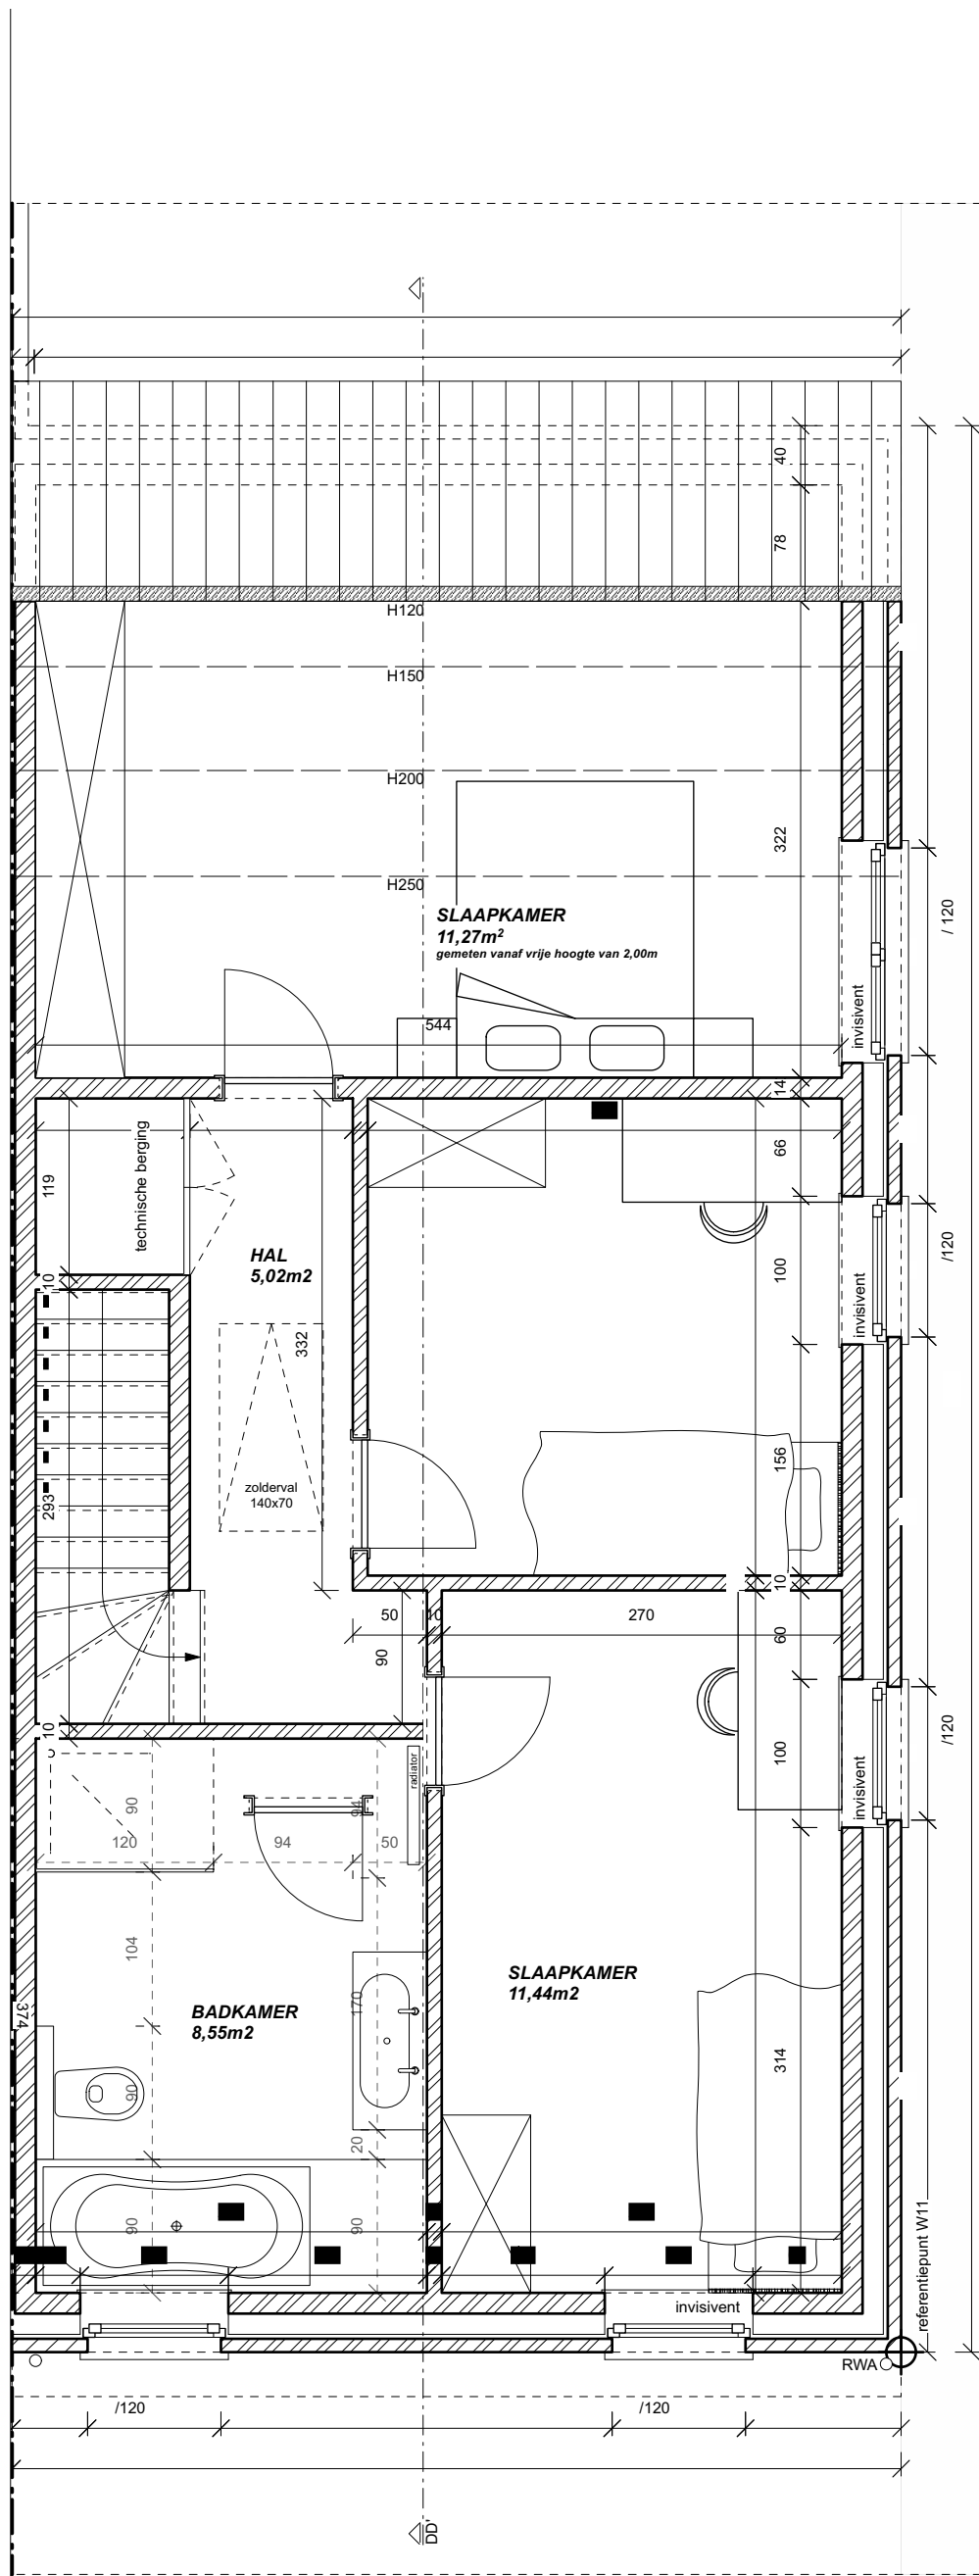 40
78
H120
H150
H200
H250
322
/ 120
SLAAPKAMER
11,27m²
gemeten vanaf vrije hoogte van 2,00m
invisivent
544
14
66
119
technische berging
HAL
5,02m2
10
332
100
invisivent
/120
zolderval
140x70
293
156
10
50
10
270
60
90
10
radiator
100
invisivent
/120
90
94
120
94
50
104
374
BADKAMER
8,55m2
170
SLAAPKAMER
11,44m2
314
90
20
90
90
invisivent
referentiepunt W11
RWA
/120
/120
DD'